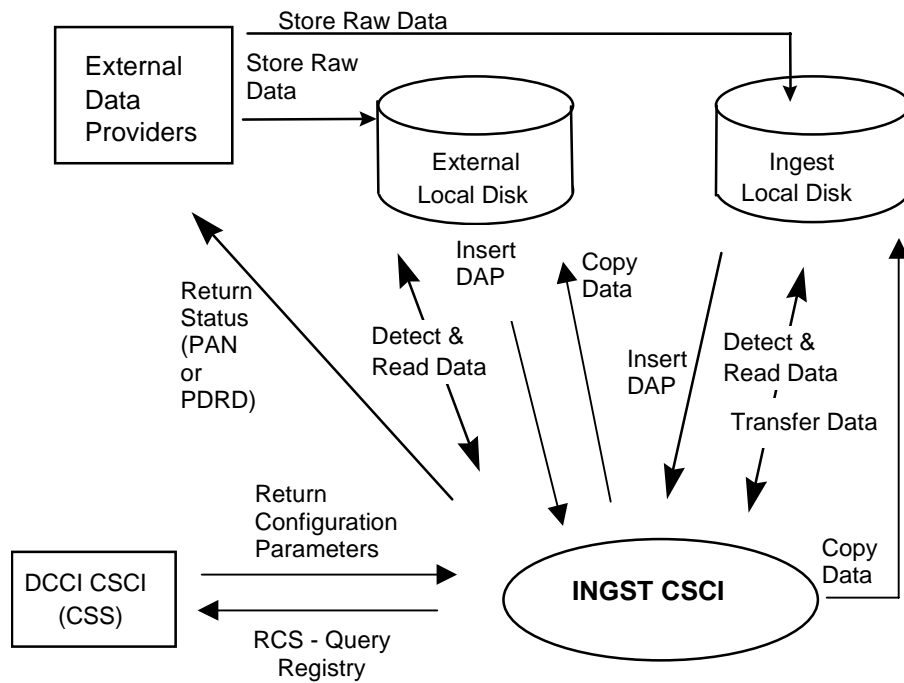 Store Raw Data
External
Data
Providers
Store Raw
Data
External
Local Disk
Ingest
Local Disk
Return
Status
(PAN
or
PDRD)
Insert
DAP
Copy
Data
Detect &
Read Data
Insert
DAP
Detect &
Read Data
Transfer Data
Return
Configuration
Parameters
DCCI CSCI
(CSS)
RCS - Query
Registry
INGST CSCI
Copy
Data